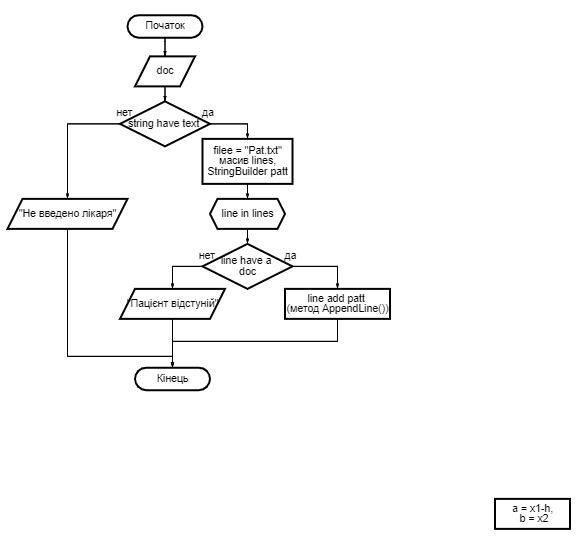 Початок
doc
нет
string have text
да
filee = "Pat.txt"
масив lines,
StringBuilder patt
"Не введено лікаря"
line in lines
нет
line have a
doc
да
"Пацієнт відстуній"
line add patt
(метод AppendLine())
Кінець
a = x1-h,
b = x2